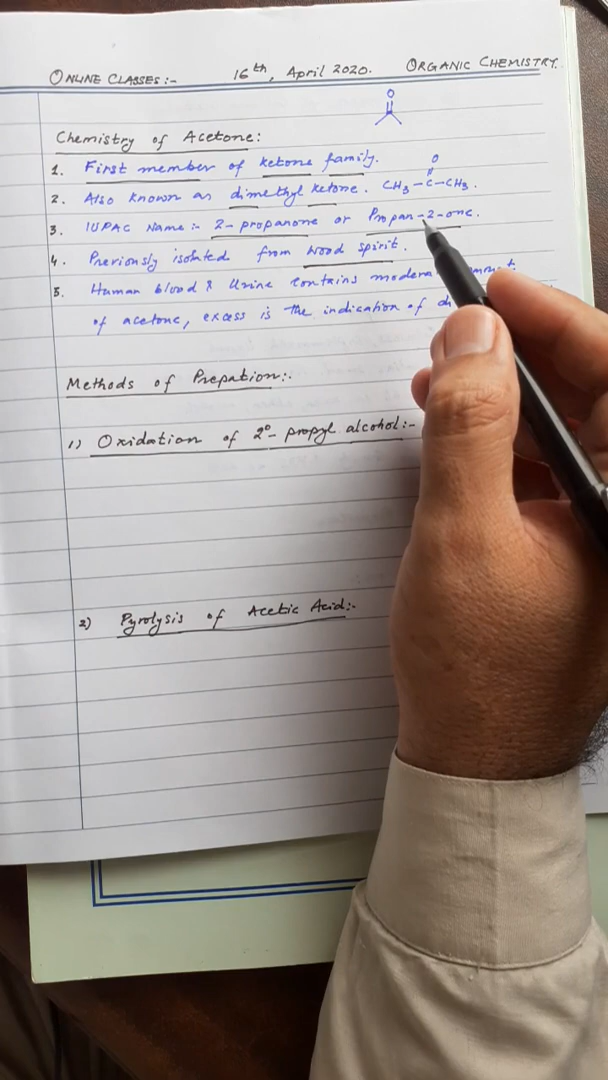 ONLINE CLASSES:- 16th, April 2020. ORGANIC CHEMISTRY.
O
Chemistry of Acetone:
1. First member of ketone family.
O
2. Also known as dimethyl ketone. CH3-C-CH3.
3. IUPAC Name:- 2-propanone or Propan-2-one.
4. Previously isolated from wood spirit.
5. Human blood & Urine contains
of acetone, excess is the indication of
Methods of Prepation:-
1) Oxidation of 2°- propyl alcohol:-
2) Pyrolysis of Acetic Acid:-